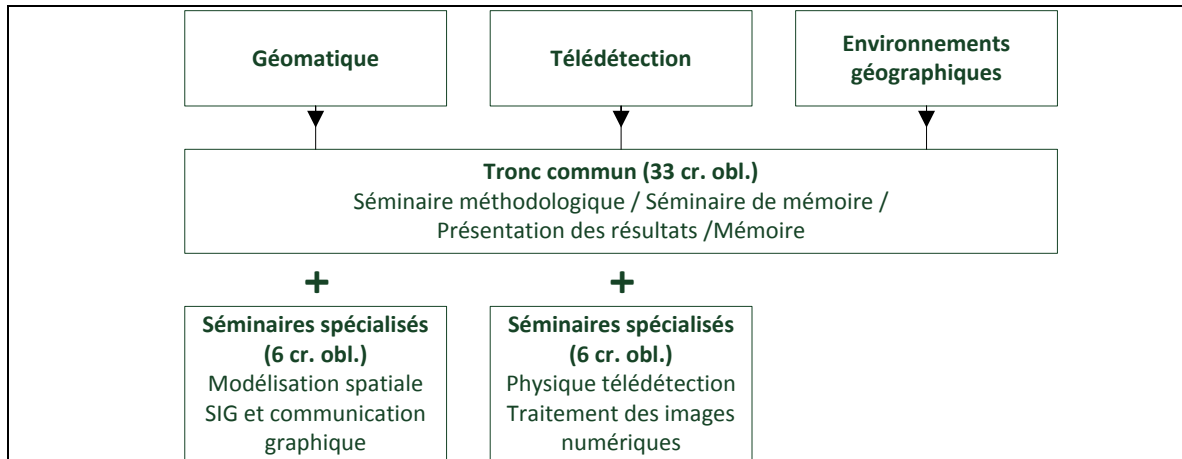 Géomatique
Télédétection
Environnements
géographiques
Tronc commun (33 cr. obl.)
Séminaire méthodologique / Séminaire de mémoire /
Présentation des résultats /Mémoire
+
+
Séminaires spécialisés
(6 cr. obl.)
Modélisation spatiale
SIG et communication
graphique
Séminaires spécialisés
(6 cr. obl.)
Physique télédétection
Traitement des images
numériques